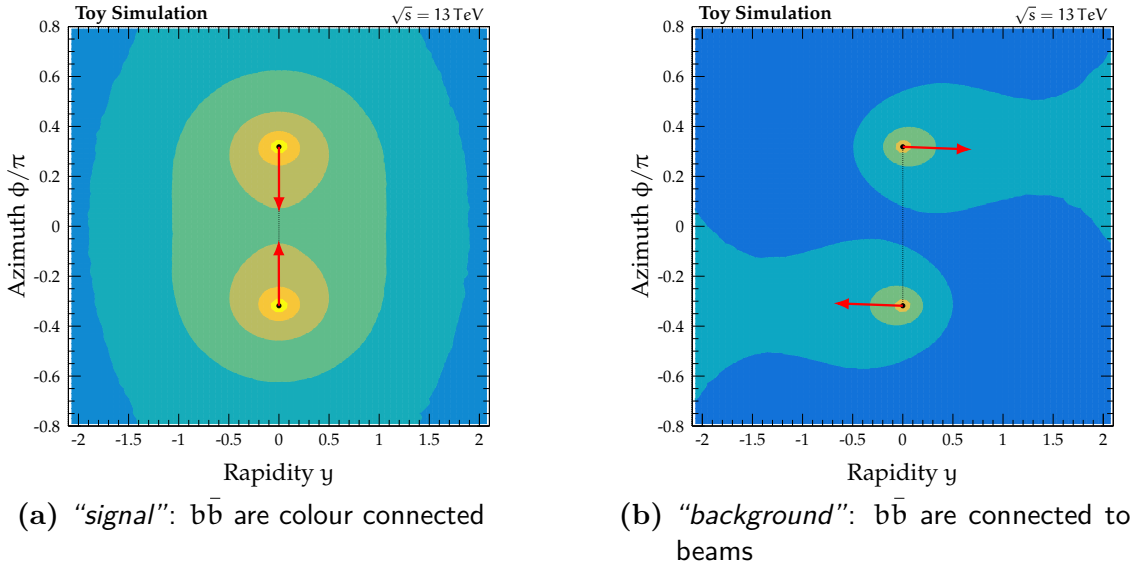 Toy Simulation √s = 13 TeV
0.8
0.6
0.4
0.2
0
-0.2
-0.4
-0.6
-0.8
Azimuth ϕ/π
-2 -1.5 -1 -0.5 0 0.5 1 1.5 2
Rapidity y
(a) “signal”: bb̄ are colour connected
Toy Simulation √s = 13 TeV
0.8
0.6
0.4
0.2
0
-0.2
-0.4
-0.6
-0.8
Azimuth ϕ/π
-2 -1.5 -1 -0.5 0 0.5 1 1.5 2
Rapidity y
(b) “background”: bb̄ are connected to
beams